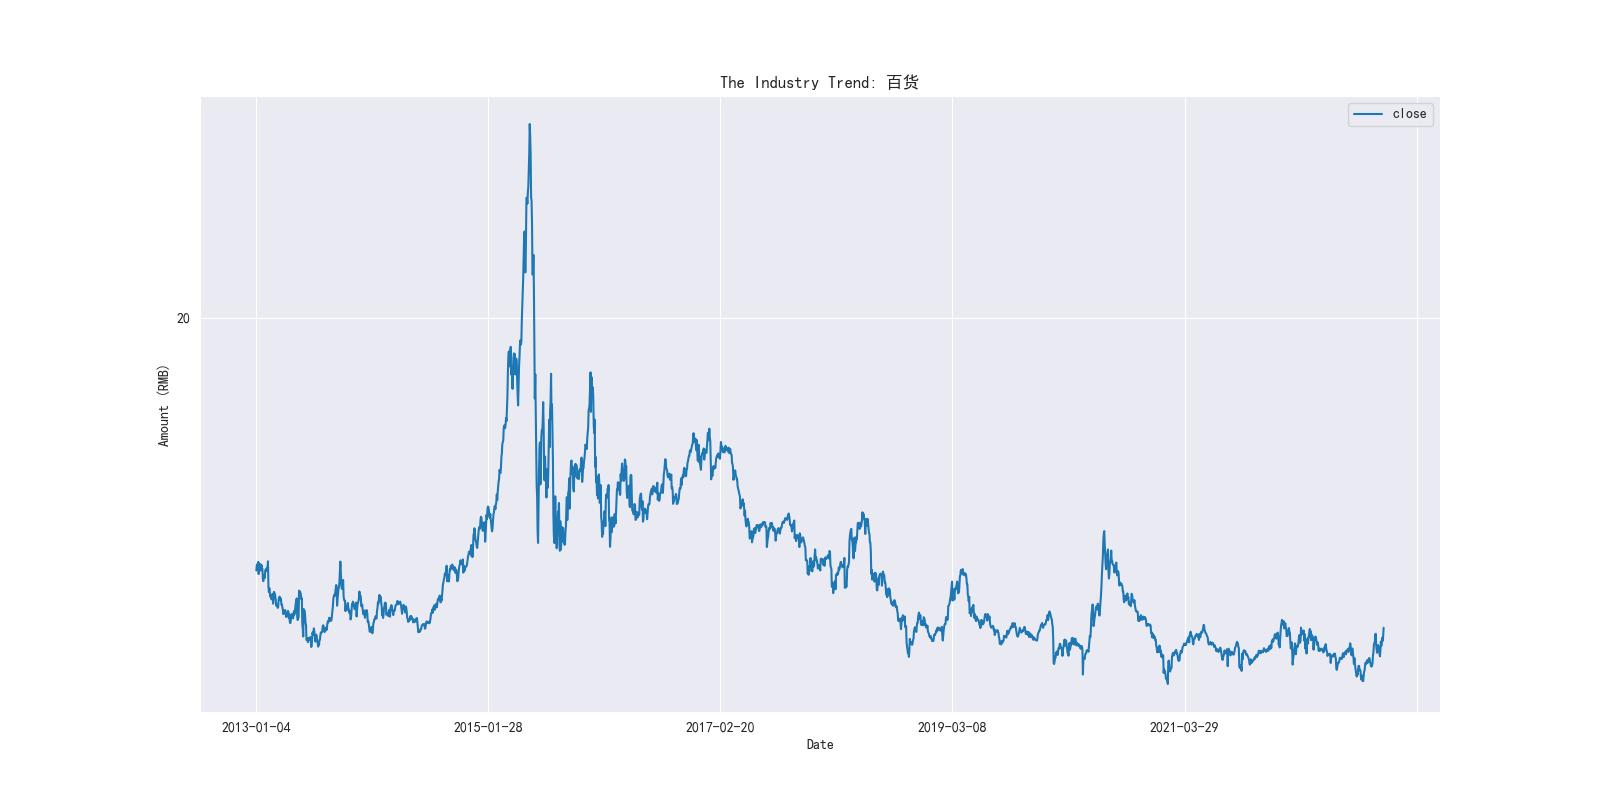 The Industry Trend: 百货
close
20
Amount (RMB)
2013-01-04
2015-01-28
2017-02-20
2019-03-08
2021-03-29
Date